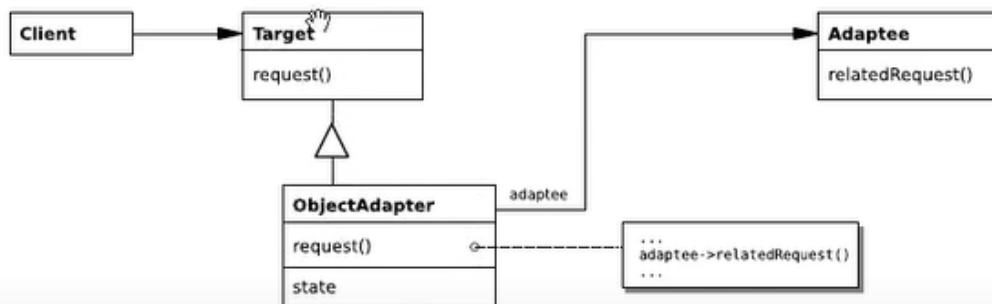 Client
Target
request()
Adaptee
relatedRequest()
adaptee
ObjectAdapter
request()
...
adaptee->relatedRequest()
...
state